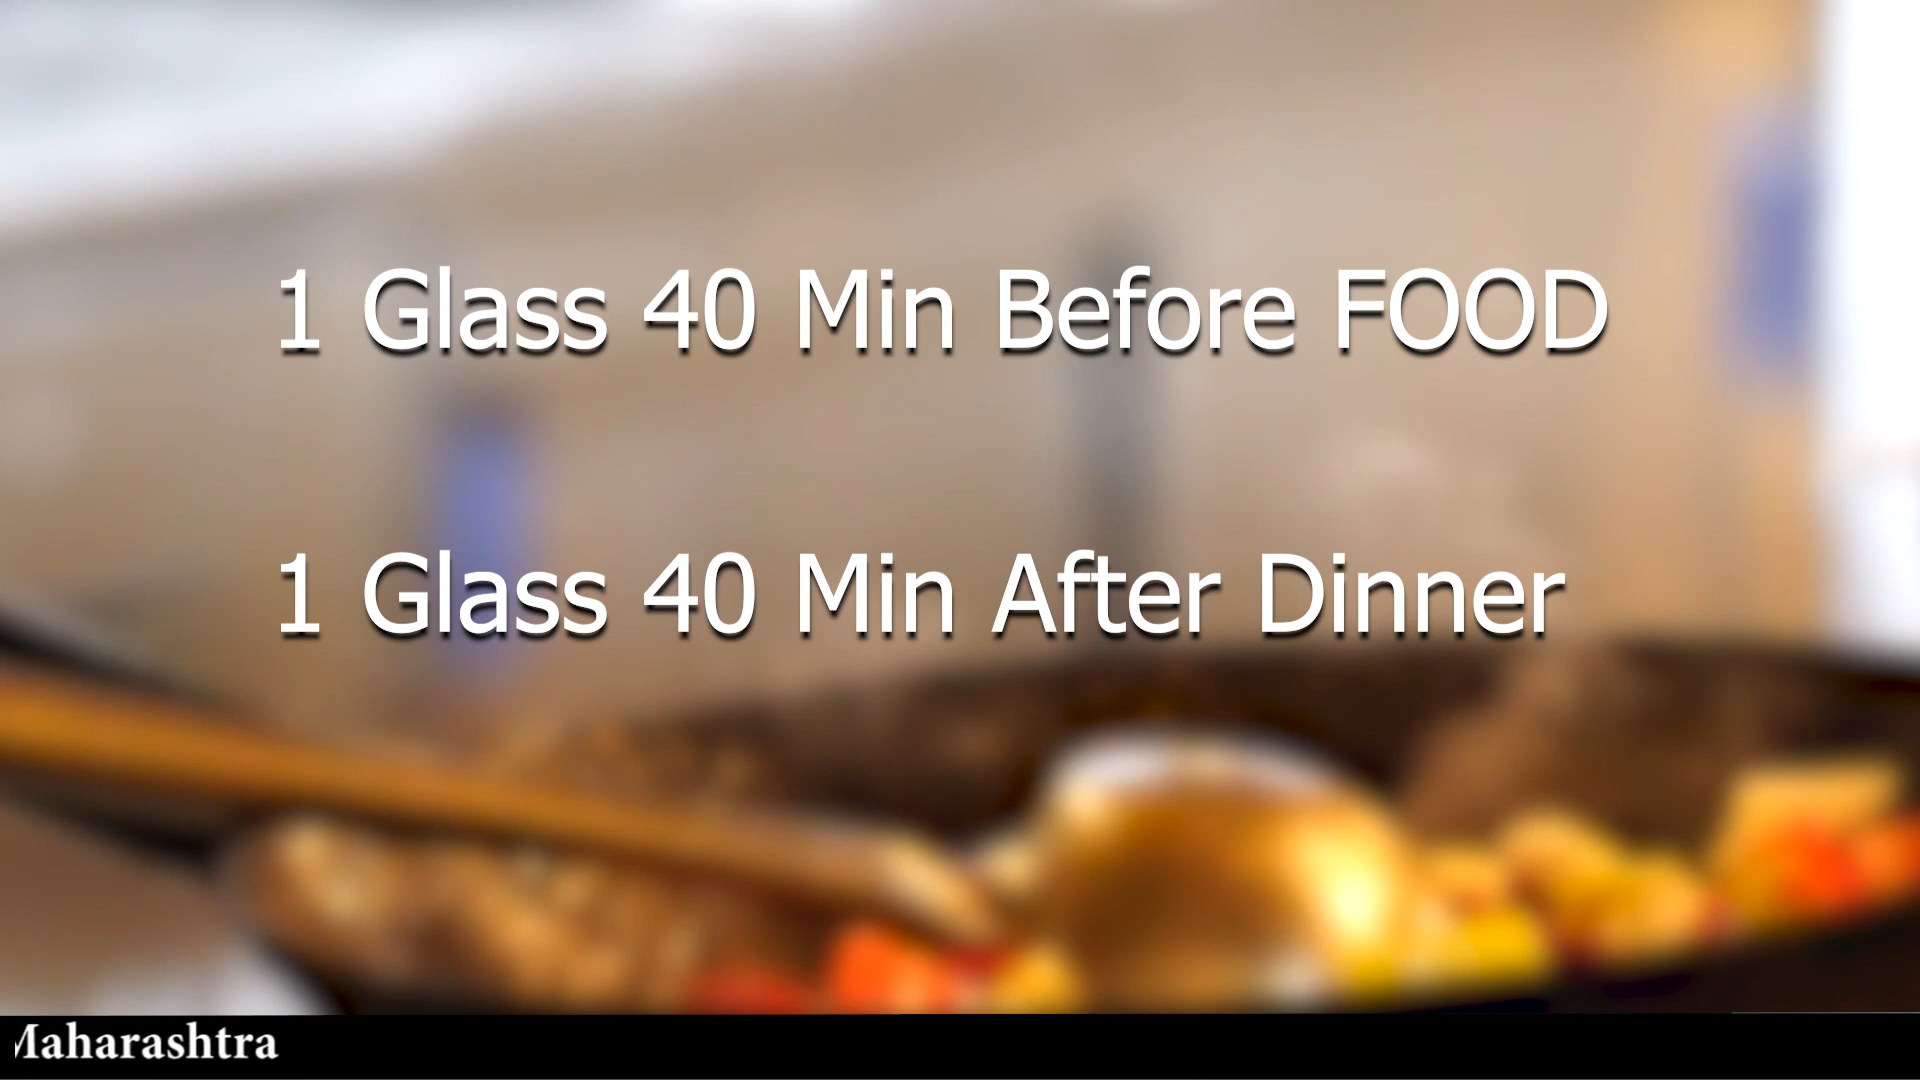 1 Glass 40 Min Before FOOD
1 Glass 40 Min After Dinner
Maharashtra